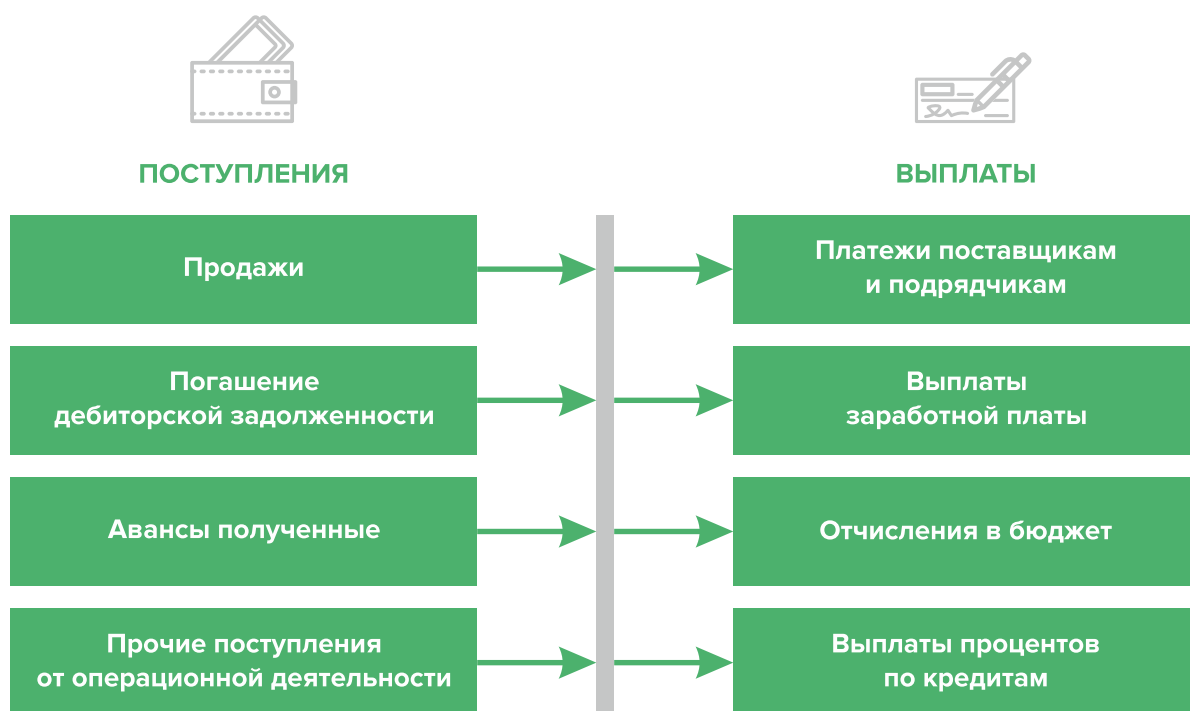 ПОСТУПЛЕНИЯ
ВЫПЛАТЫ
Продажи
Платежи поставщикам
и подрядчикам
Погашение
дебиторской задолженности
Выплаты
заработной платы
Авансы полученные
Отчисления в бюджет
Прочие поступления
от операционной деятельности
Выплаты процентов
по кредитам